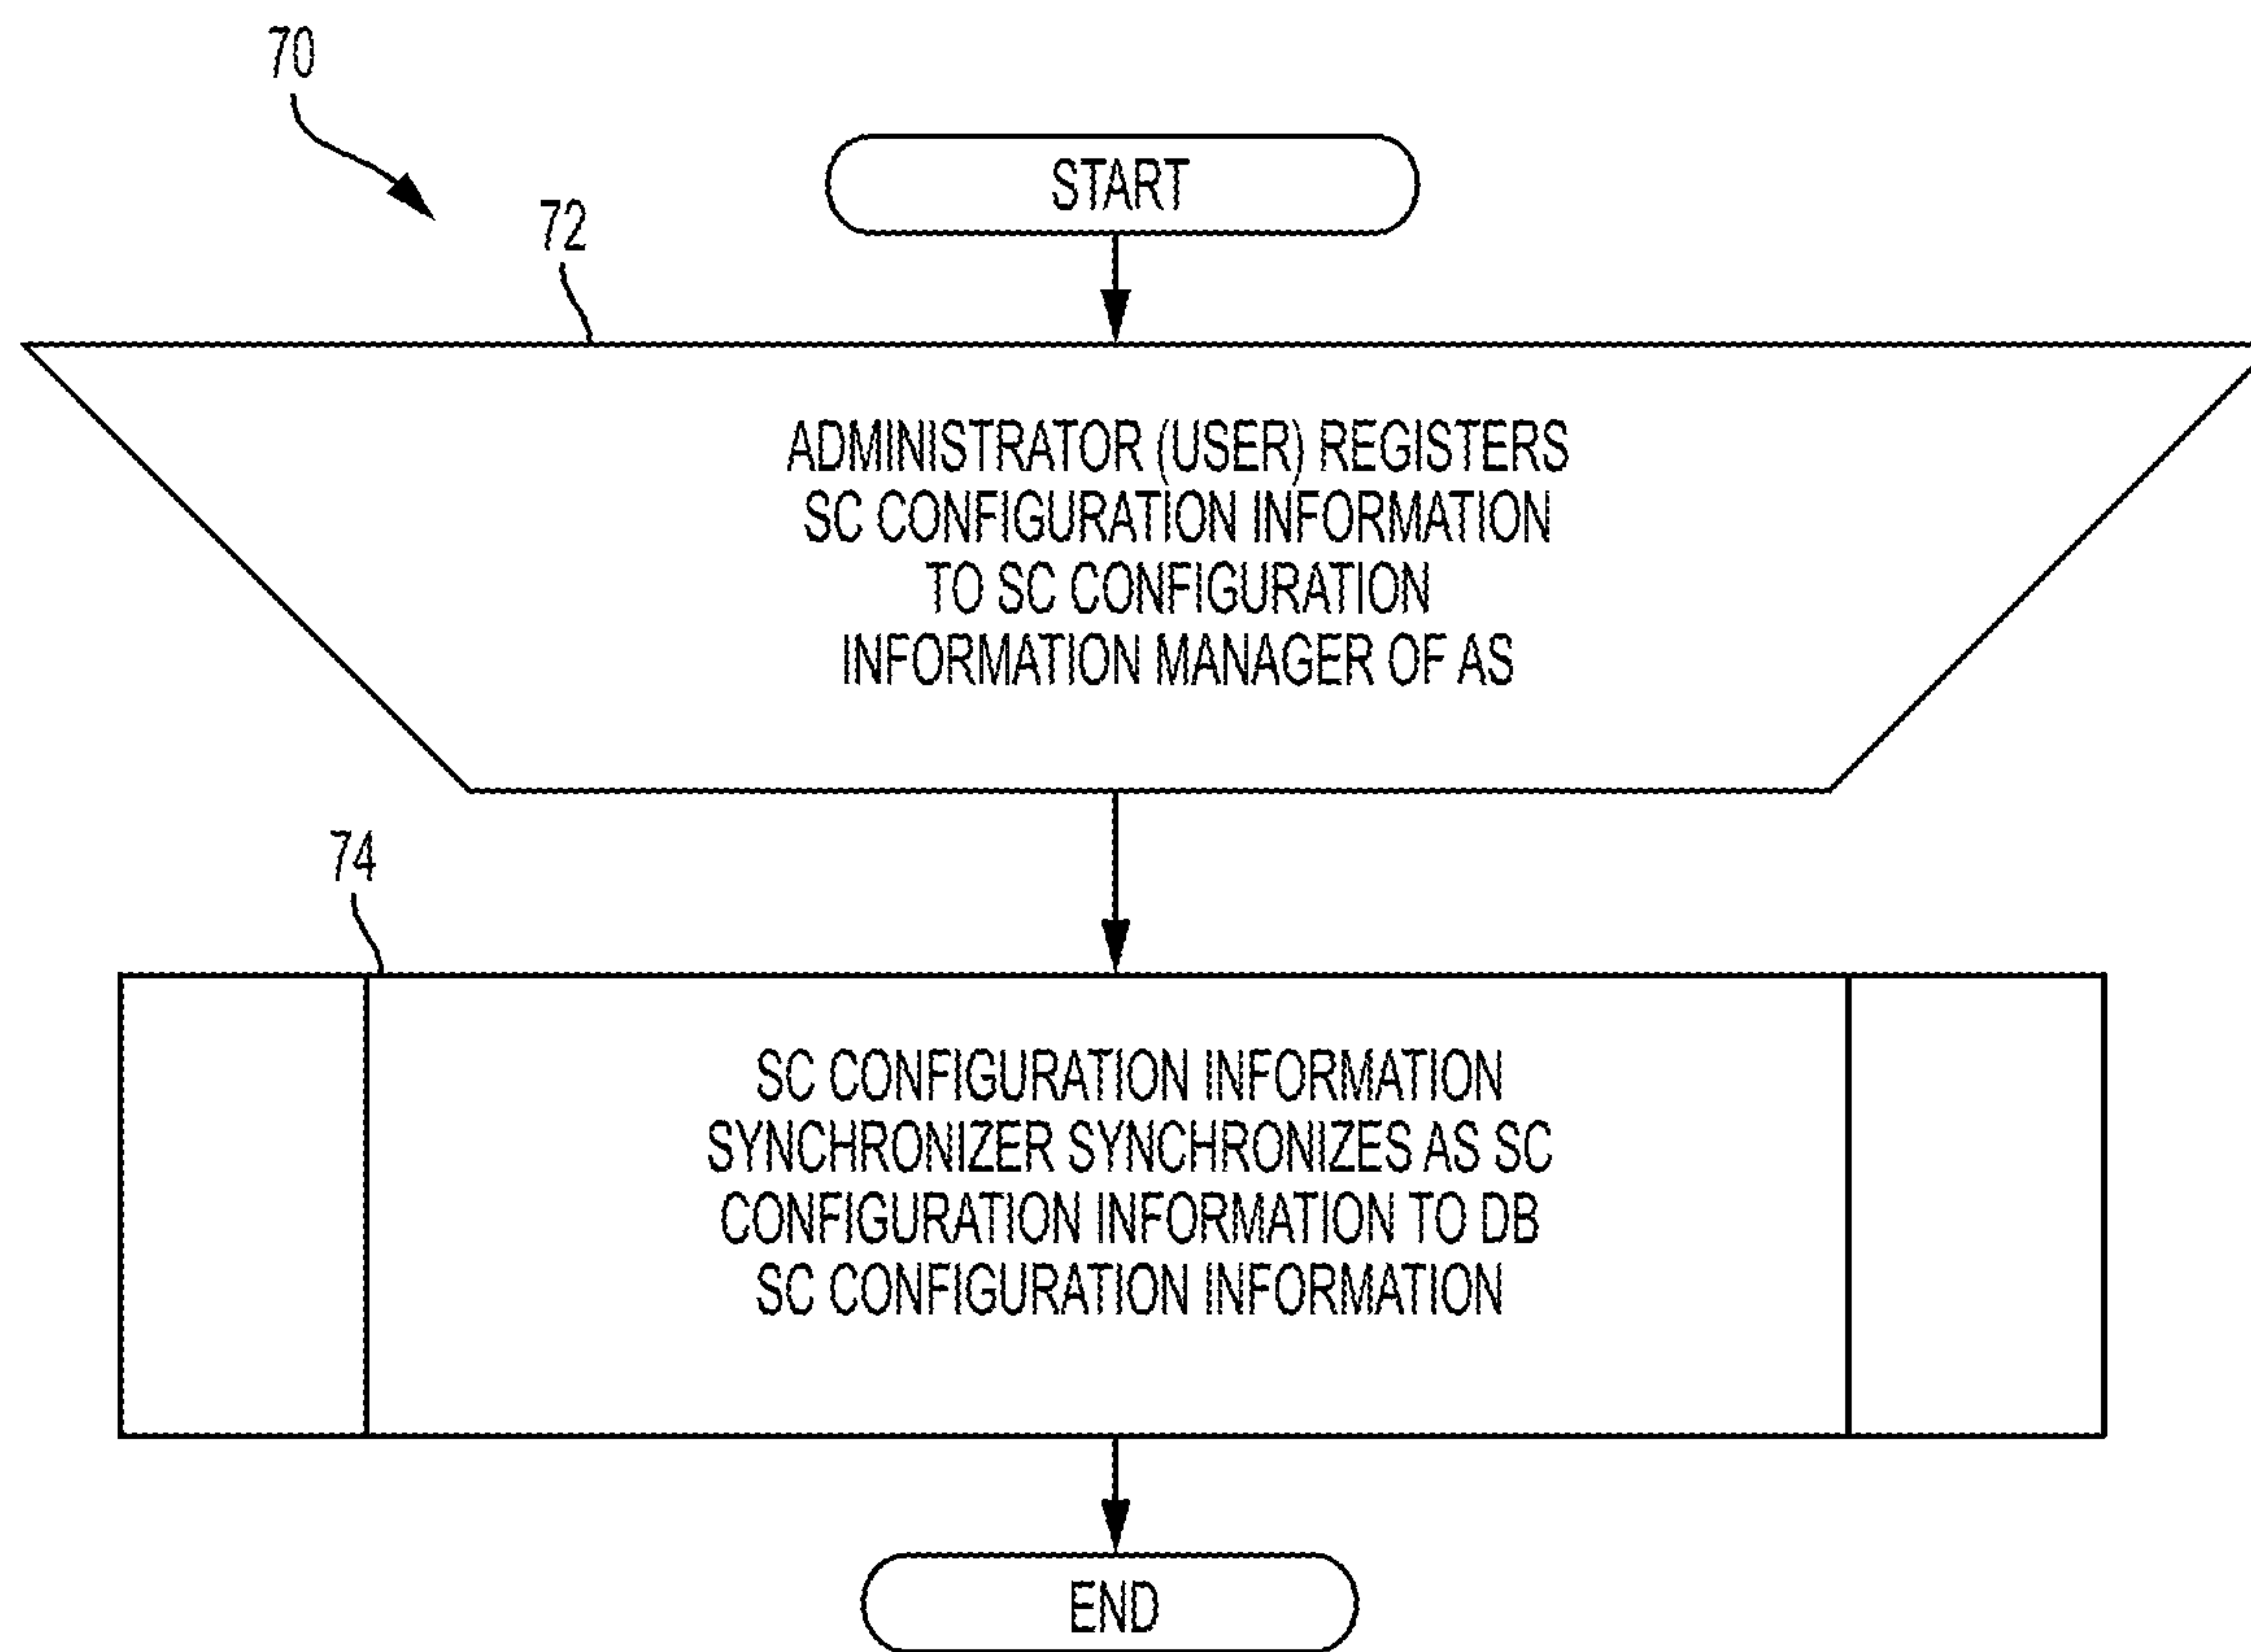 70
START
72
ADMINISTRATOR (USER) REGISTERS
SC CONFIGURATION INFORMATION
TO SC CONFIGURATION
INFORMATION MANAGER OF AS
74
SC CONFIGURATION INFORMATION
SYNCHRONIZER SYNCHRONIZES AS SC
CONFIGURATION INFORMATION TO DB
SC CONFIGURATION INFORMATION
END